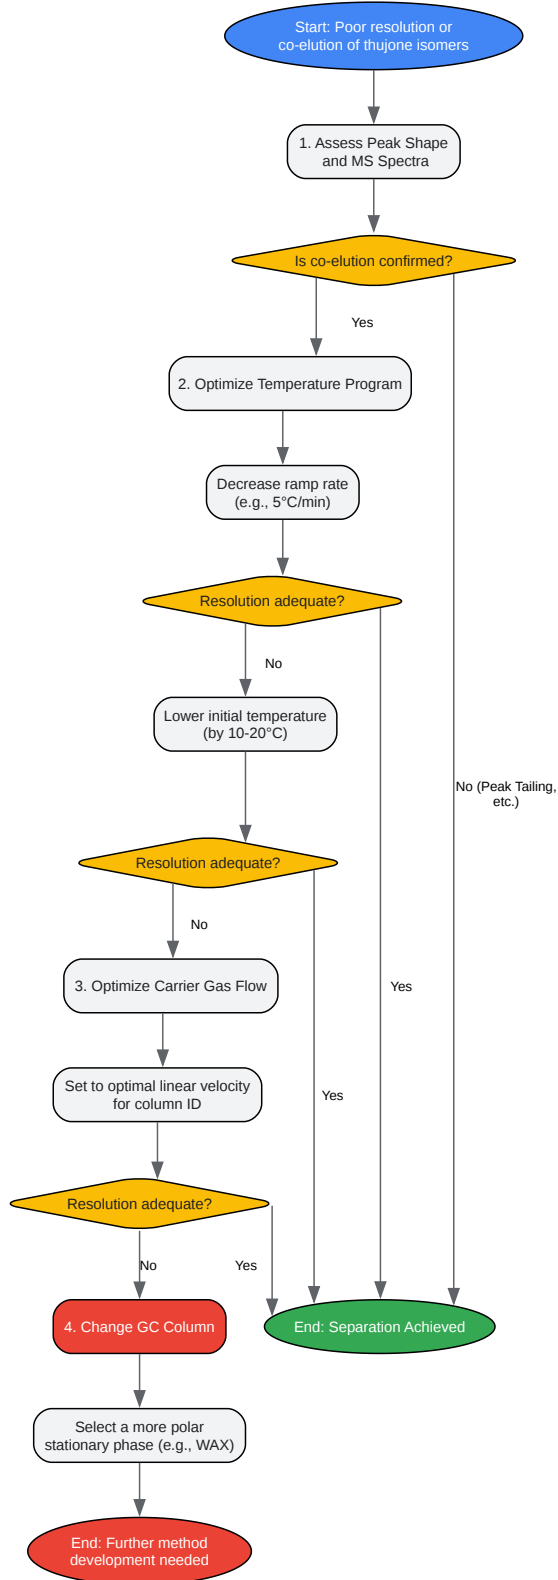 Start: Poor resolution or
co-elution of thujone isomers
1. Assess Peak Shape
and MS Spectra
Is co-elution confirmed?
Yes
2. Optimize Temperature Program
Decrease ramp rate
(e.g., 5°C/min)
Resolution adequate?
No
Lower initial temperature
(by 10-20°C)
No (Peak Tailing,
etc.)
Resolution adequate?
No
3. Optimize Carrier Gas Flow
Yes
Set to optimal linear velocity
for column ID
Yes
Resolution adequate?
No
Yes
4. Change GC Column
End: Separation Achieved
Select a more polar
stationary phase (e.g., WAX)
End: Further method
development needed